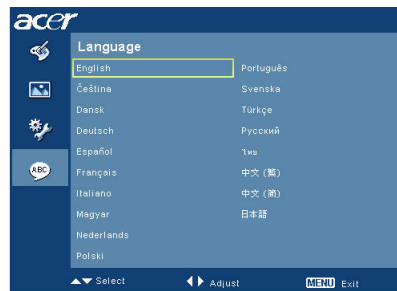 acer
Language
English
Čeština
Dansk
Deutsch
Español
Français
Italiano
Magyar
Nederlands
Polski
Português
Svenska
Türkçe
Русский
ไทย
中文 (繁)
中文 (简)
日本語
ABC
Select
Adjust
MENU Exit